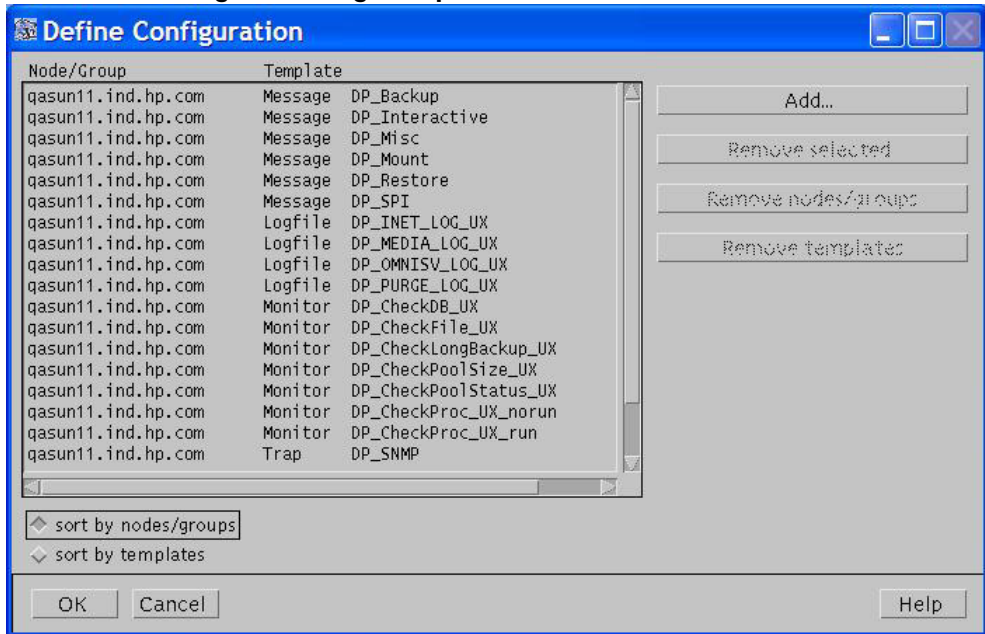 Define Configuration
Node/Group Template
qasun11.ind.hp.com Message DP_Backup
qasun11.ind.hp.com Message DP_Interactive
qasun11.ind.hp.com Message DP_Misc
qasun11.ind.hp.com Message DP_Mount
qasun11.ind.hp.com Message DP_Restore
qasun11.ind.hp.com Message DP_SPI
qasun11.ind.hp.com Logfile DP_INET_LOG_UX
qasun11.ind.hp.com Logfile DP_MEDIA_LOG_UX
qasun11.ind.hp.com Logfile DP_OMNISV_LOG_UX
qasun11.ind.hp.com Logfile DP_PURGE_LOG_UX
qasun11.ind.hp.com Monitor DP_CheckDB_UX
qasun11.ind.hp.com Monitor DP_CheckFile_UX
qasun11.ind.hp.com Monitor DP_CheckLongBackup_UX
qasun11.ind.hp.com Monitor DP_CheckPoolSize_UX
qasun11.ind.hp.com Monitor DP_CheckPoolStatus_UX
qasun11.ind.hp.com Monitor DP_CheckProc_UX_norun
qasun11.ind.hp.com Monitor DP_CheckProc_UX_run
qasun11.ind.hp.com Trap DP_SNMP
Add...
Remove selected
Remove nodes/groups
Remove templates
sort by nodes/groups
sort by templates
OK Cancel Help